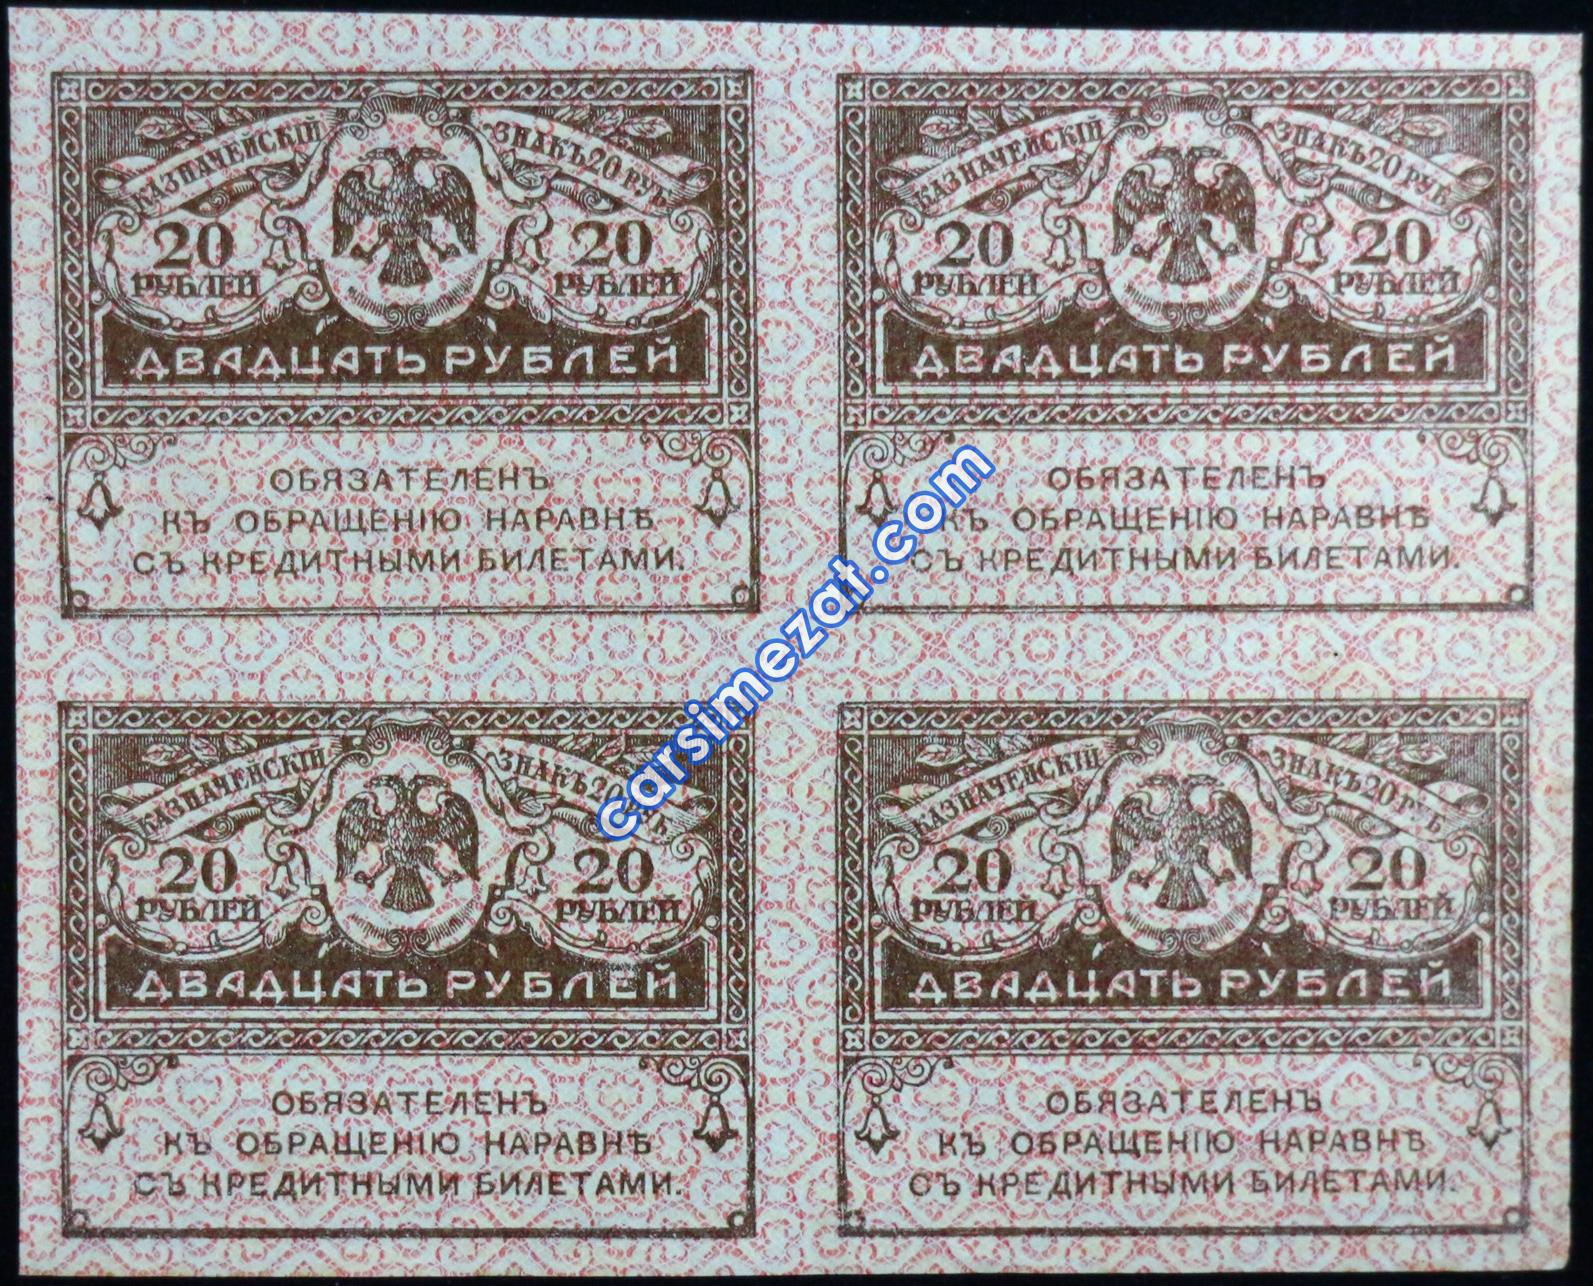 КАЗНАЧЕЙСКІЙ ЗНАКЪ 20 РУБ.
20 20
РУБЛЕЙ РУБЛЕЙ
ДВАДЦАТЬ РУБЛЕЙ
ОБЯЗАТЕЛЕНЪ
КЪ ОБРАЩЕНІЮ НАРАВНѢ
СЪ КРЕДИТНЫМИ БИЛЕТАМИ.
КАЗНАЧЕЙСКІЙ ЗНАКЪ 20 РУБ.
20 20
РУБЛЕЙ РУБЛЕЙ
ДВАДЦАТЬ РУБЛЕЙ
ОБЯЗАТЕЛЕНЪ
КЪ ОБРАЩЕНІЮ НАРАВНѢ
СЪ КРЕДИТНЫМИ БИЛЕТАМИ.
carsimezat.com
КАЗНАЧЕЙСКІЙ ЗНАКЪ 20 РУБ.
20 20
РУБЛЕЙ РУБЛЕЙ
ДВАДЦАТЬ РУБЛЕЙ
ОБЯЗАТЕЛЕНЪ
КЪ ОБРАЩЕНІЮ НАРАВНѢ
СЪ КРЕДИТНЫМИ БИЛЕТАМИ.
КАЗНАЧЕЙСКІЙ ЗНАКЪ 20 РУБ.
20 20
РУБЛЕЙ РУБЛЕЙ
ДВАДЦАТЬ РУБЛЕЙ
ОБЯЗАТЕЛЕНЪ
КЪ ОБРАЩЕНІЮ НАРАВНѢ
СЪ КРЕДИТНЫМИ БИЛЕТАМИ.